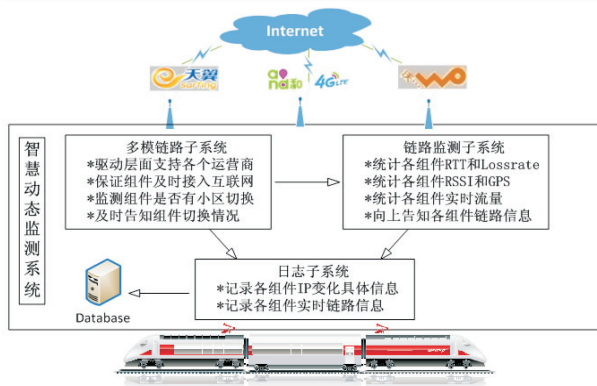 Internet
天翼
surfing
and和
4G LTE
沃
wo
智慧动态监测系统
多模链路子系统
*驱动层面支持各个运营商
*保证组件及时接入互联网
*监测组件是否有小区切换
*及时告知组件切换情况
链路监测子系统
*统计各组件RTT和Lossrate
*统计各组件RSSI和GPS
*统计各组件实时流量
*向上告知各组件链路信息
日志子系统
*记录各组件IP变化具体信息
*记录各组件实时链路信息
Database